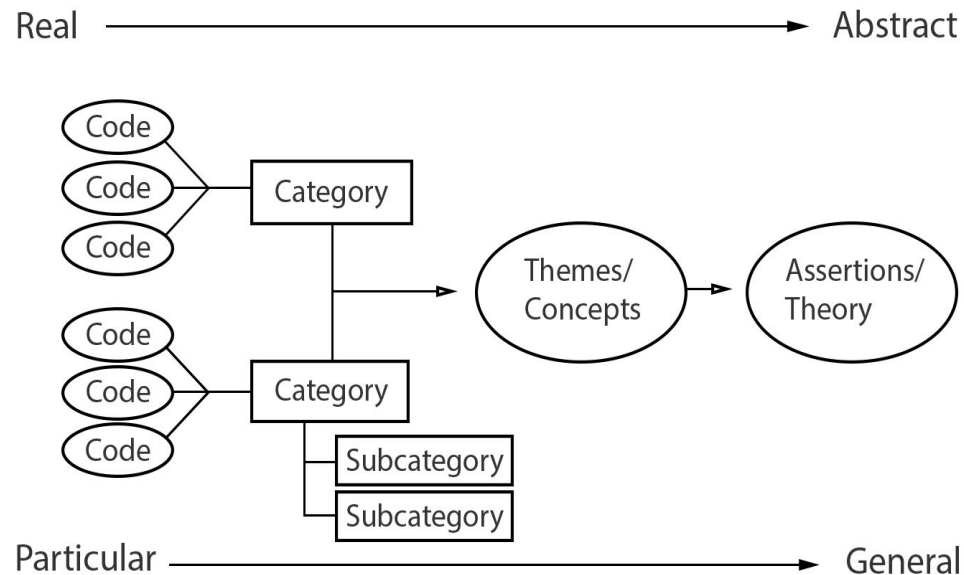 Real
Abstract
Code
Code
Code
Category
Themes/
Concepts
Assertions/
Theory
Code
Code
Code
Category
Subcategory
Subcategory
Particular
General